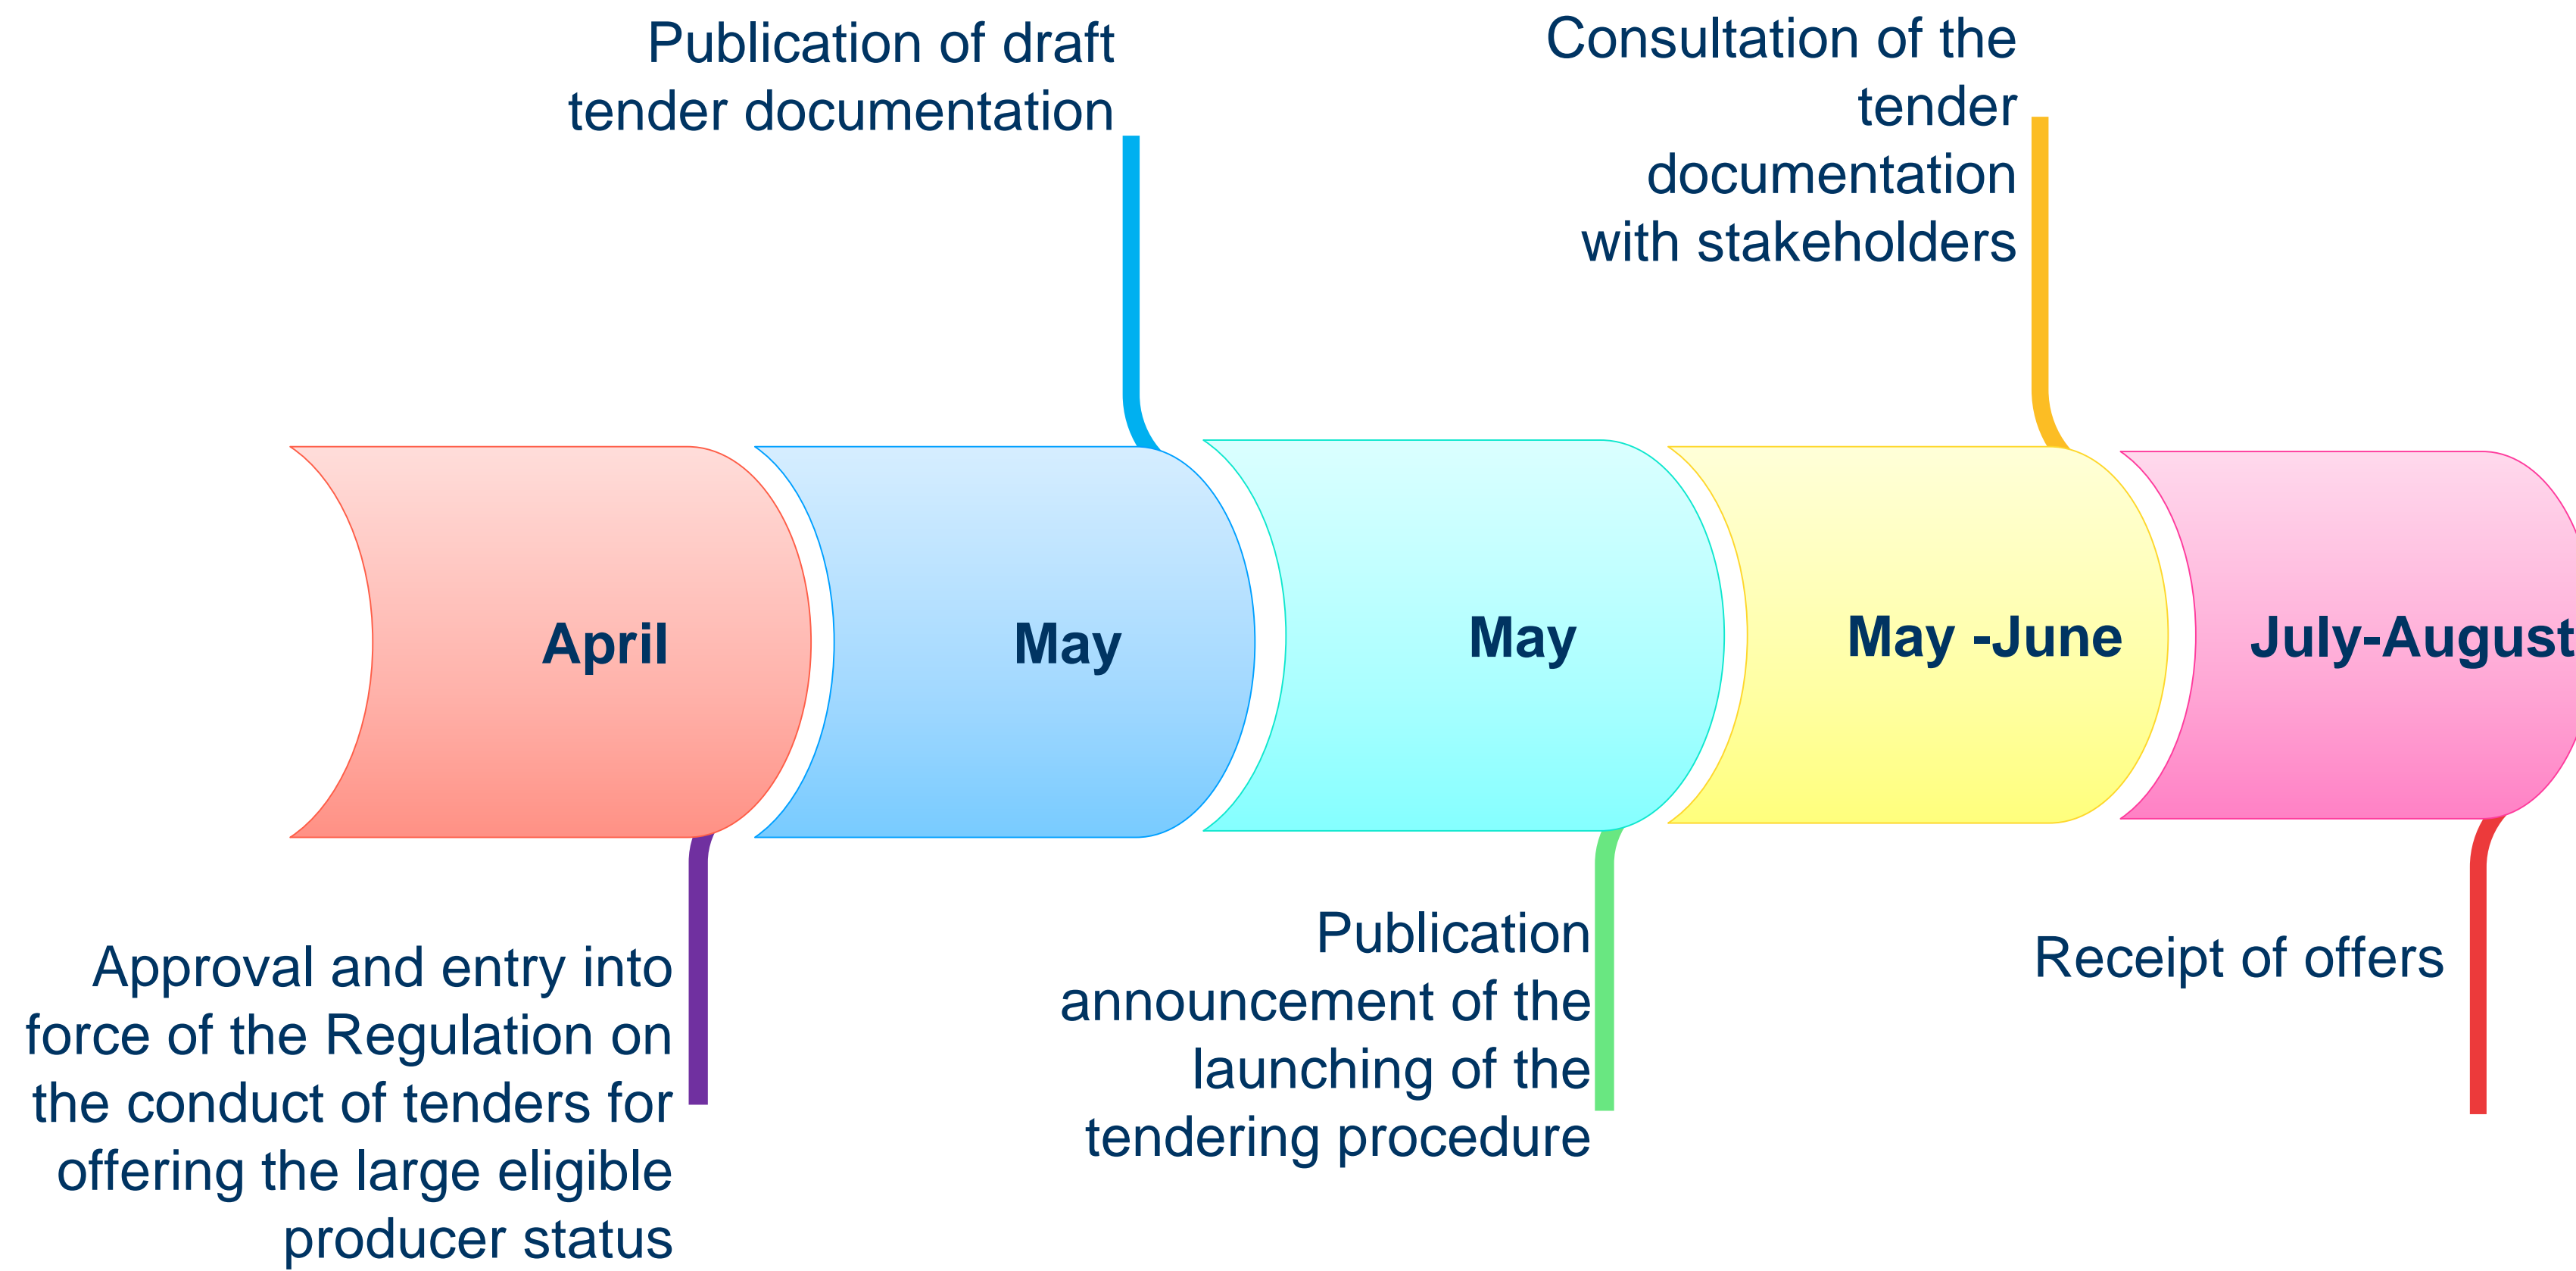 Publication of draft
tender documentation
Consultation of the
tender
documentation
with stakeholders
April
May
May
May -June
July-August
Approval and entry into
force of the Regulation on
the conduct of tenders for
offering the large eligible
producer status
Publication
announcement of the
launching of the
tendering procedure
Receipt of offers